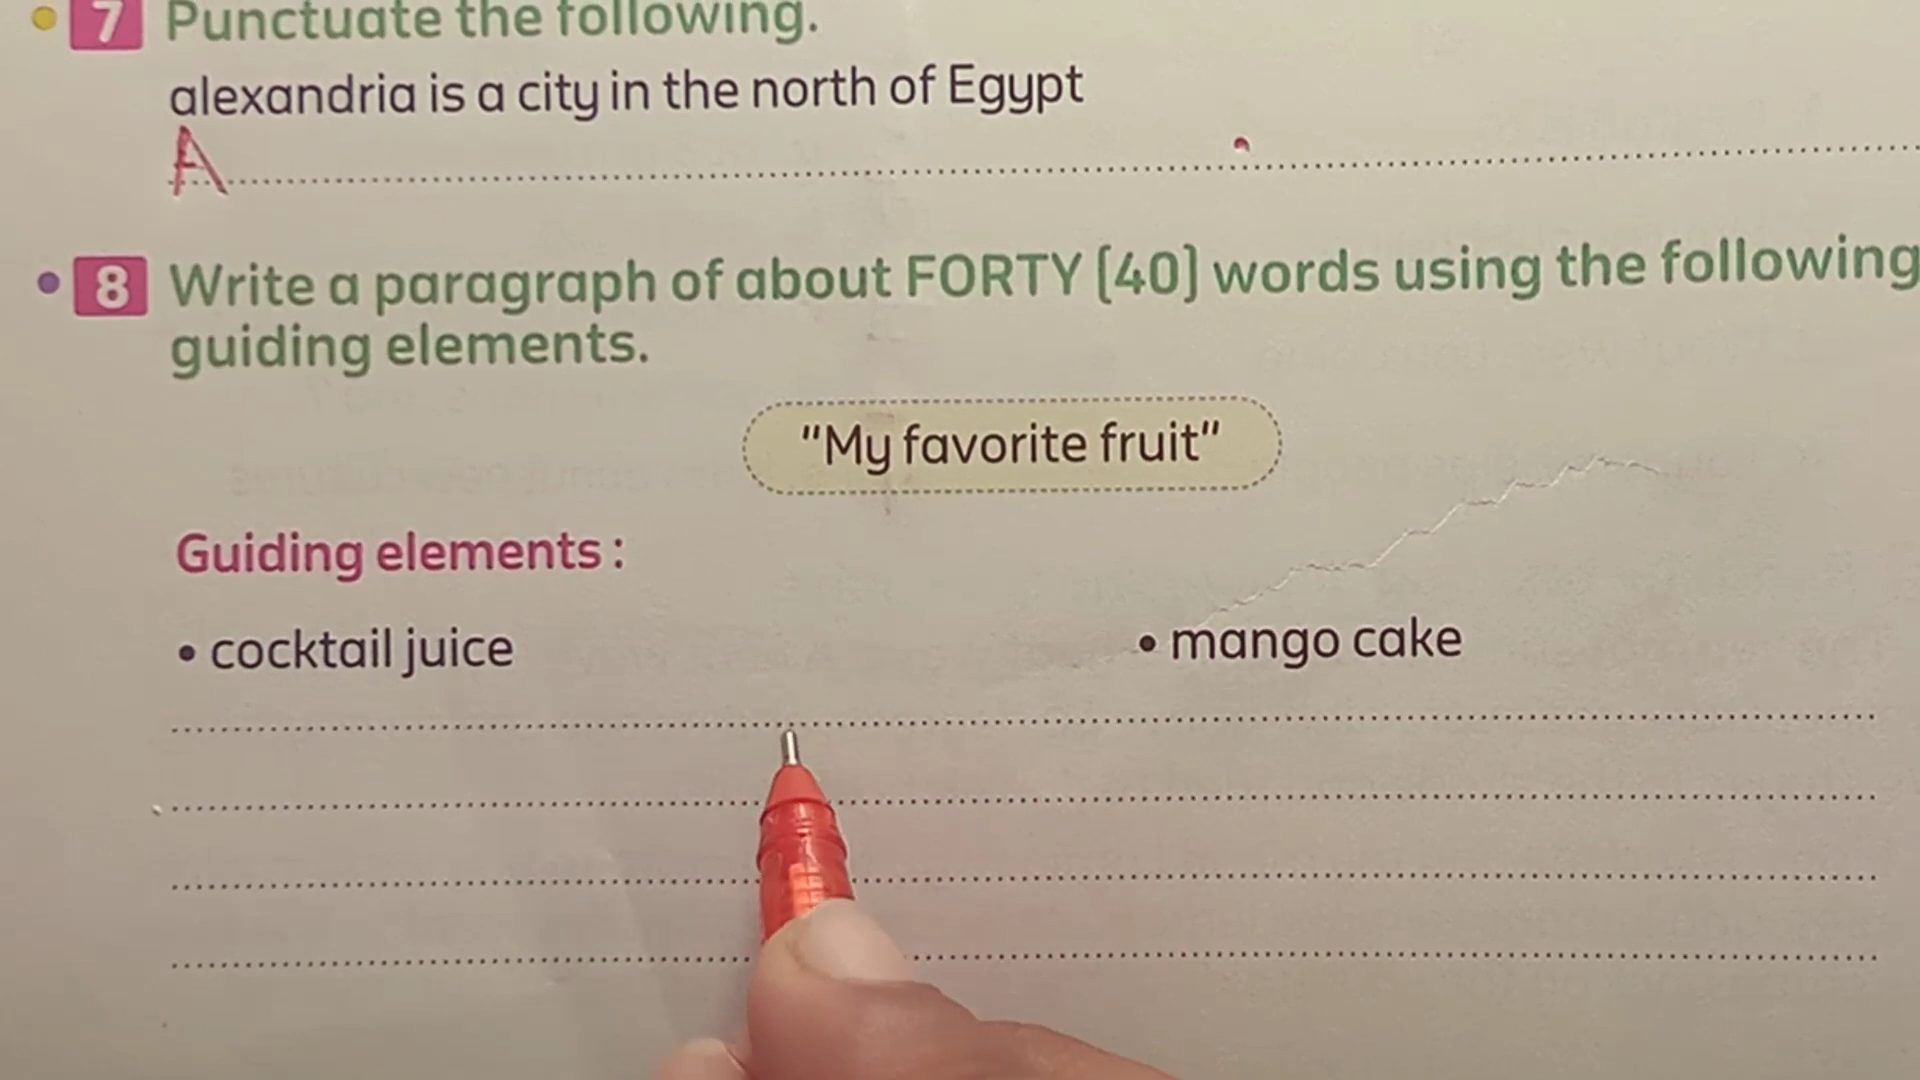 7 Punctuate the following.
alexandria is a city in the north of Egypt
A .
8 Write a paragraph of about FORTY (40) words using the following
guiding elements.
"My favorite fruit"
Guiding elements :
• cocktail juice • mango cake